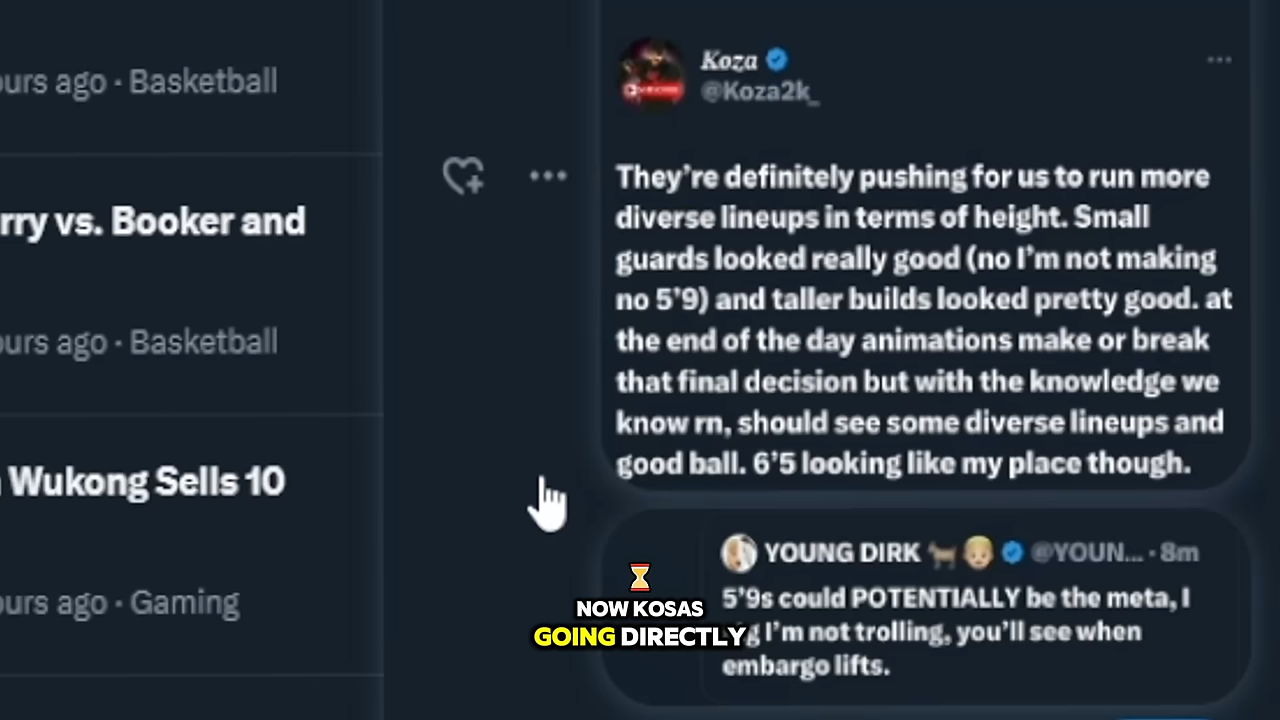 ours ago · Basketball
rry vs. Booker and
ours ago · Basketball
Wukong Sells 10
ours ago · Gaming
Koza
@Koza2k_
They're definitely pushing for us to run more
diverse lineups in terms of height. Small
guards looked really good (no I'm not making
no 5'9) and taller builds looked pretty good. at
the end of the day animations make or break
that final decision but with the knowledge we
know rn, should see some diverse lineups and
good ball. 6'5 looking like my place though.
YOUNG DIRK @YOUN... · 8m
5'9s could POTENTIALLY be the meta, I
I'm not trolling, you'll see when
embargo lifts.
NOW KOSAS
GOING DIRECTLY